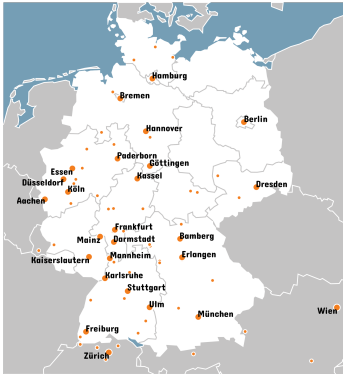 Hamburg
Bremen
Hannover
Berlin
Paderborn
Göttingen
Essen
Kassel
Düsseldorf
Köln
Dresden
Aachen
Frankfurt
Mainz
Darmstadt
Bamberg
Kaiserslautern
Mannheim
Erlangen
Karlsruhe
Stuttgart
Ulm
Wien
München
Freiburg
Zürich